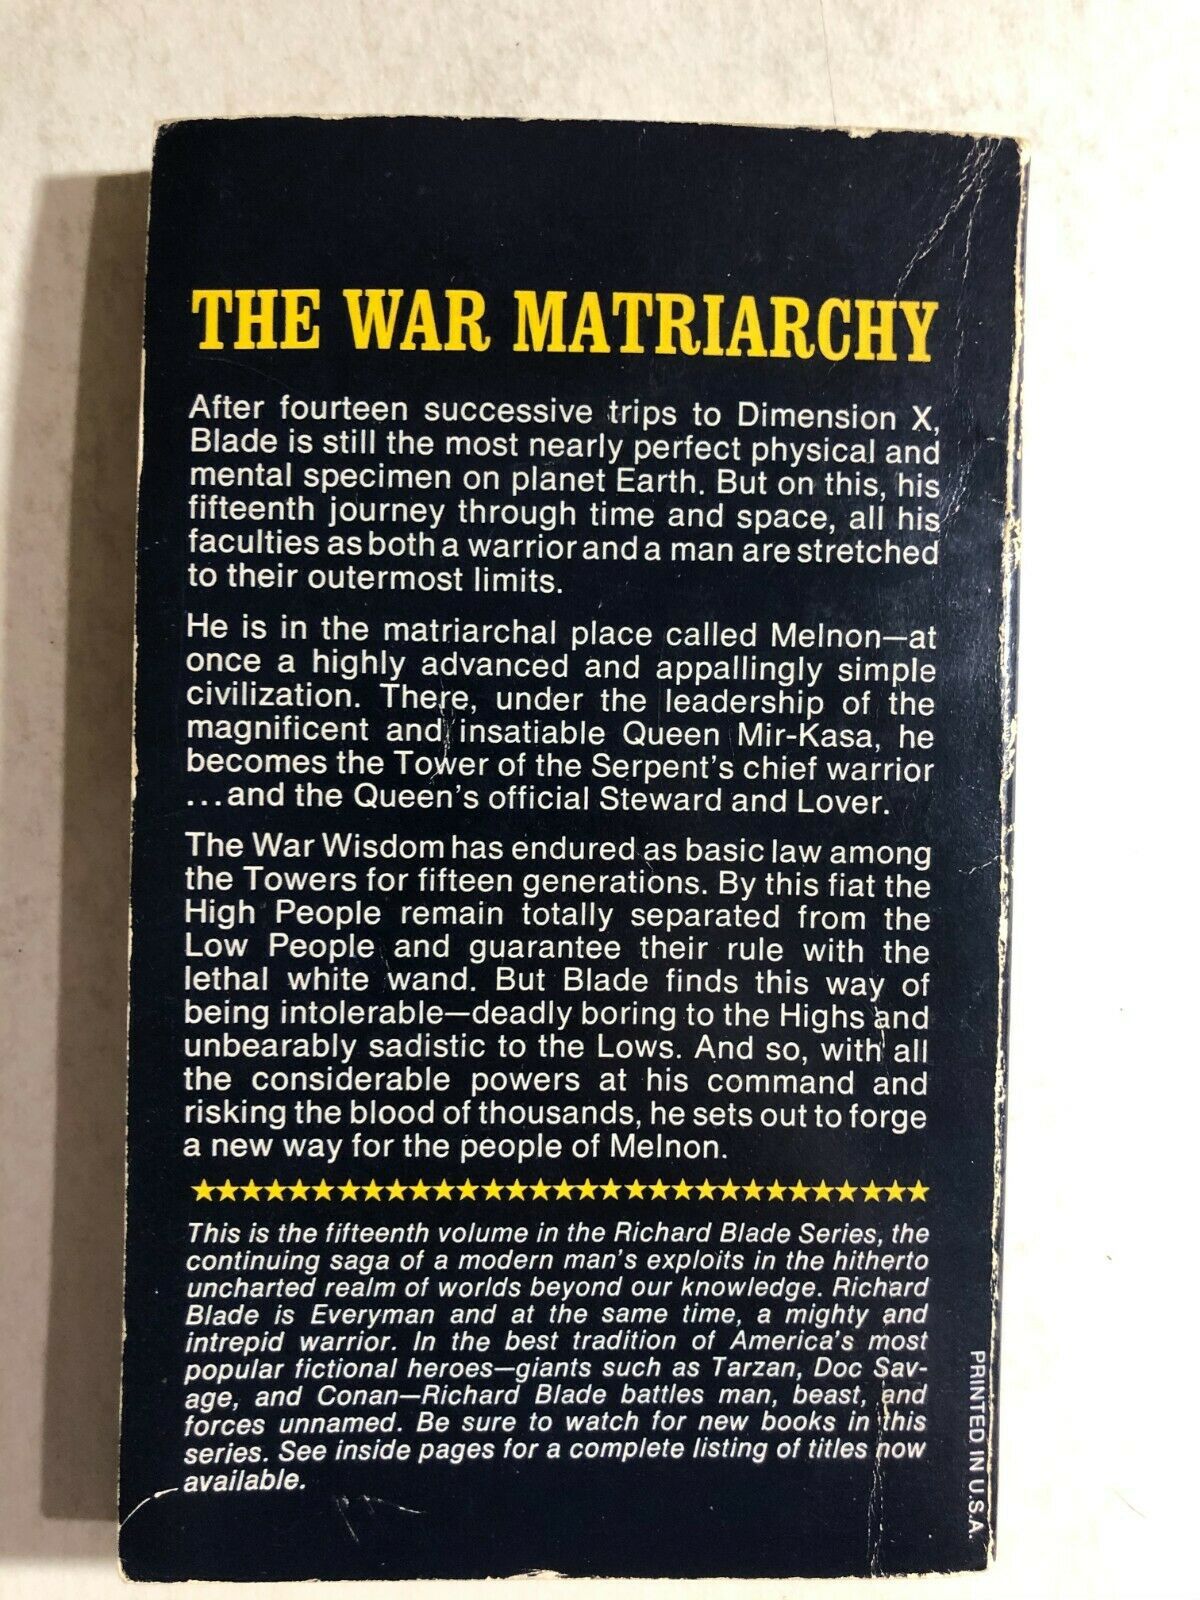 THE WAR MATRIARCHY
After fourteen successive trips to Dimension X,
Blade is still the most nearly perfect physical and
mental specimen on planet Earth. But on this, his
fifteenth journey through time and space, all his
faculties as both a warrior and a man are stretched
to their outermost limits.
He is in the matriarchal place called Melnon—at
once a highly advanced and appallingly simple
civilization. There, under the leadership of the
magnificent and insatiable Queen Mir-Kasa, he
becomes the Tower of the Serpent's chief warrior
...and the Queen's official Steward and Lover.
The War Wisdom has endured as basic law among
the Towers for fifteen generations. By this fiat the
High People remain totally separated from the
Low People and guarantee their rule with the
lethal white wand. But Blade finds this way of
being intolerable—deadly boring to the Highs and
unbearably sadistic to the Lows. And so, with all
the considerable powers at his command and
risking the blood of thousands, he sets out to forge
a new way for the people of Melnon.
★★★★★★★★★★★★★★★★★★★★★★★★★★★★★★
This is the fifteenth volume in the Richard Blade Series, the
continuing saga of a modern man's exploits in the hitherto
uncharted realm of worlds beyond our knowledge. Richard
Blade is Everyman and at the same time, a mighty and
intrepid warrior. In the best tradition of America's most
popular fictional heroes—giants such as Tarzan, Doc Sav-
age, and Conan—Richard Blade battles man, beast, and
forces unnamed. Be sure to watch for new books in this
series. See inside pages for a complete listing of titles now
available.
PRINTED IN U.S.A.